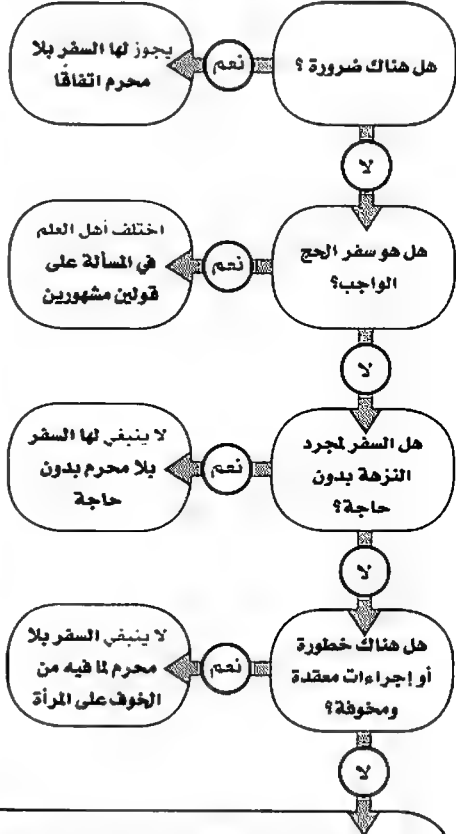 هل هناك ضرورة ؟
نعم
يجوز لها السفر بلا
محرم اتفاقًا
لا
هل هو سفر الحج
الواجب؟
نعم
اختلف أهل العلم
في المسألة على
قولين مشهورين
لا
هل السفر لمجرد
النزهة بدون
حاجة؟
نعم
لا ينبغي لها السفر
بلا محرم بدون
حاجة
لا
هل هناك خطورة
أو إجراءات معقدة
ومخوفة؟
نعم
لا ينبغي السفر بلا
محرم لما فيه من
الخوف على المرأة
لا